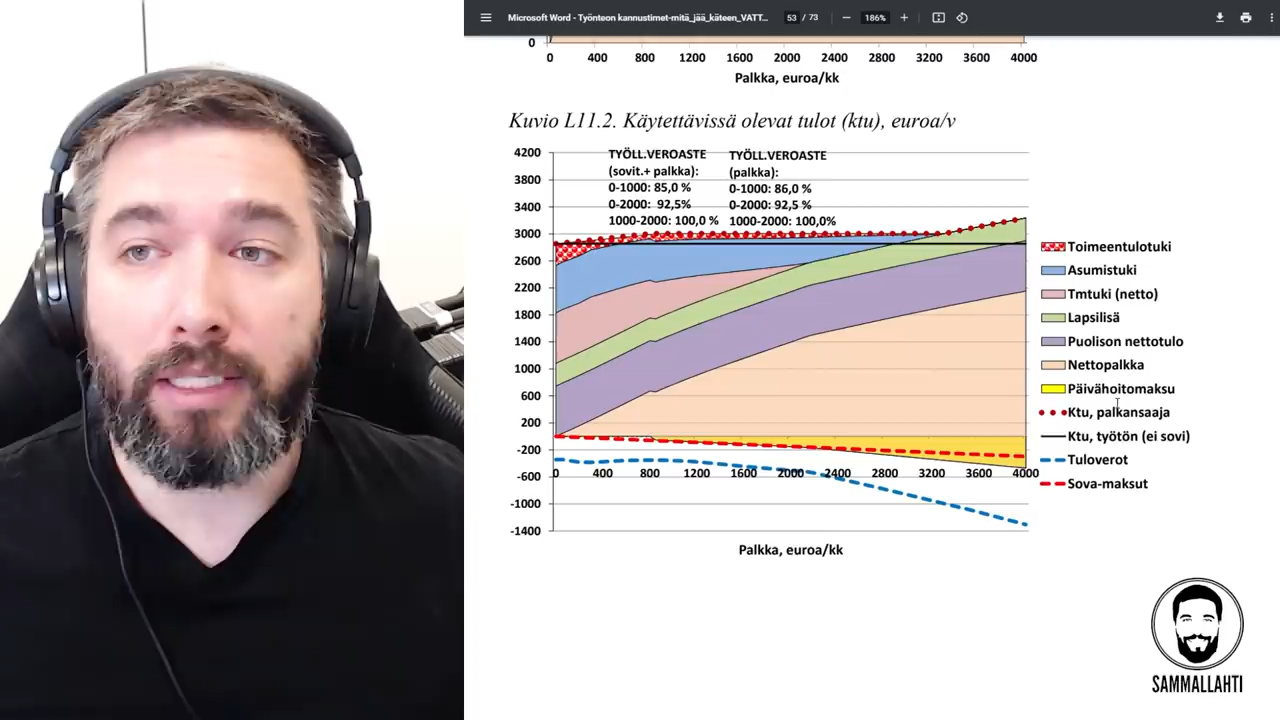 Microsoft Word - Työnteon kannustimet-mitä_jää_käteen_VATT... 53 / 73 186%
0
0 400 800 1200 1600 2000 2400 2800 3200 3600 4000
Palkka, euroa/kk
Kuvio L11.2. Käytettävissä olevat tulot (ktu), euroa/v
TYÖLL.VEROASTE
(sovit.+ palkka):
0-1000: 85,0 %
0-2000: 92,5%
1000-2000: 100,0 %
TYÖLL.VEROASTE
(palkka):
0-1000: 86,0 %
0-2000: 92,5 %
1000-2000: 100,0%
4200
3800
3400
3000
2600
2200
1800
1400
1000
600
200
-200
-600
-1000
-1400
0 400 800 1200 1600 2000 2400 2800 3200 3600 4000
Palkka, euroa/kk
Toimeentulotuki
Asumistuki
Tmtuki (netto)
Lapsilisä
Puolison nettotulo
Nettopalkka
Päivähoitomaksu
Ktu, palkansaaja
Ktu, työtön (ei sovi)
Tuloverot
Sova-maksut
SAMMALLAHTI